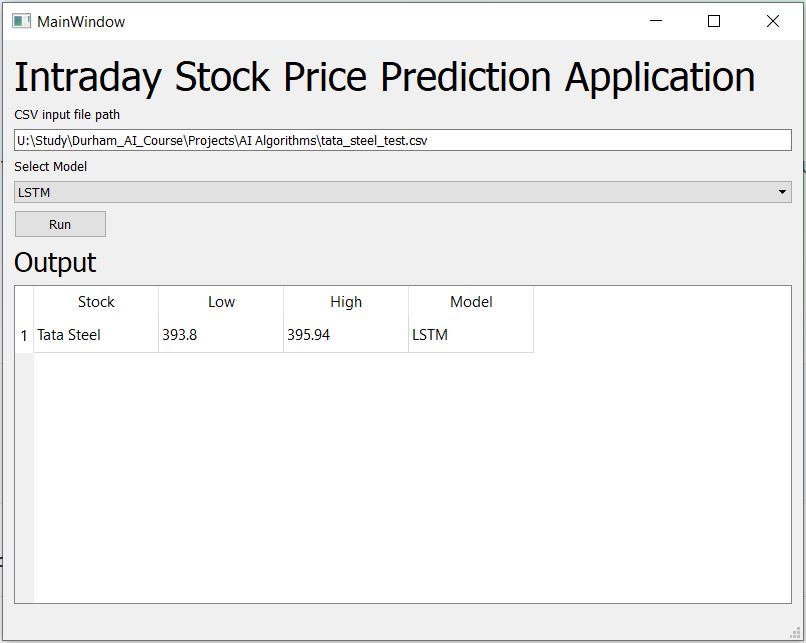 MainWindow
Intraday Stock Price Prediction Application
CSV input file path
U:\Study\Durham_AI_Course\Projects\AI Algorithms\tata_steel_test.csv
Select Model
LSTM
Run
Output
Stock Low High Model
1 Tata Steel 393.8 395.94 LSTM